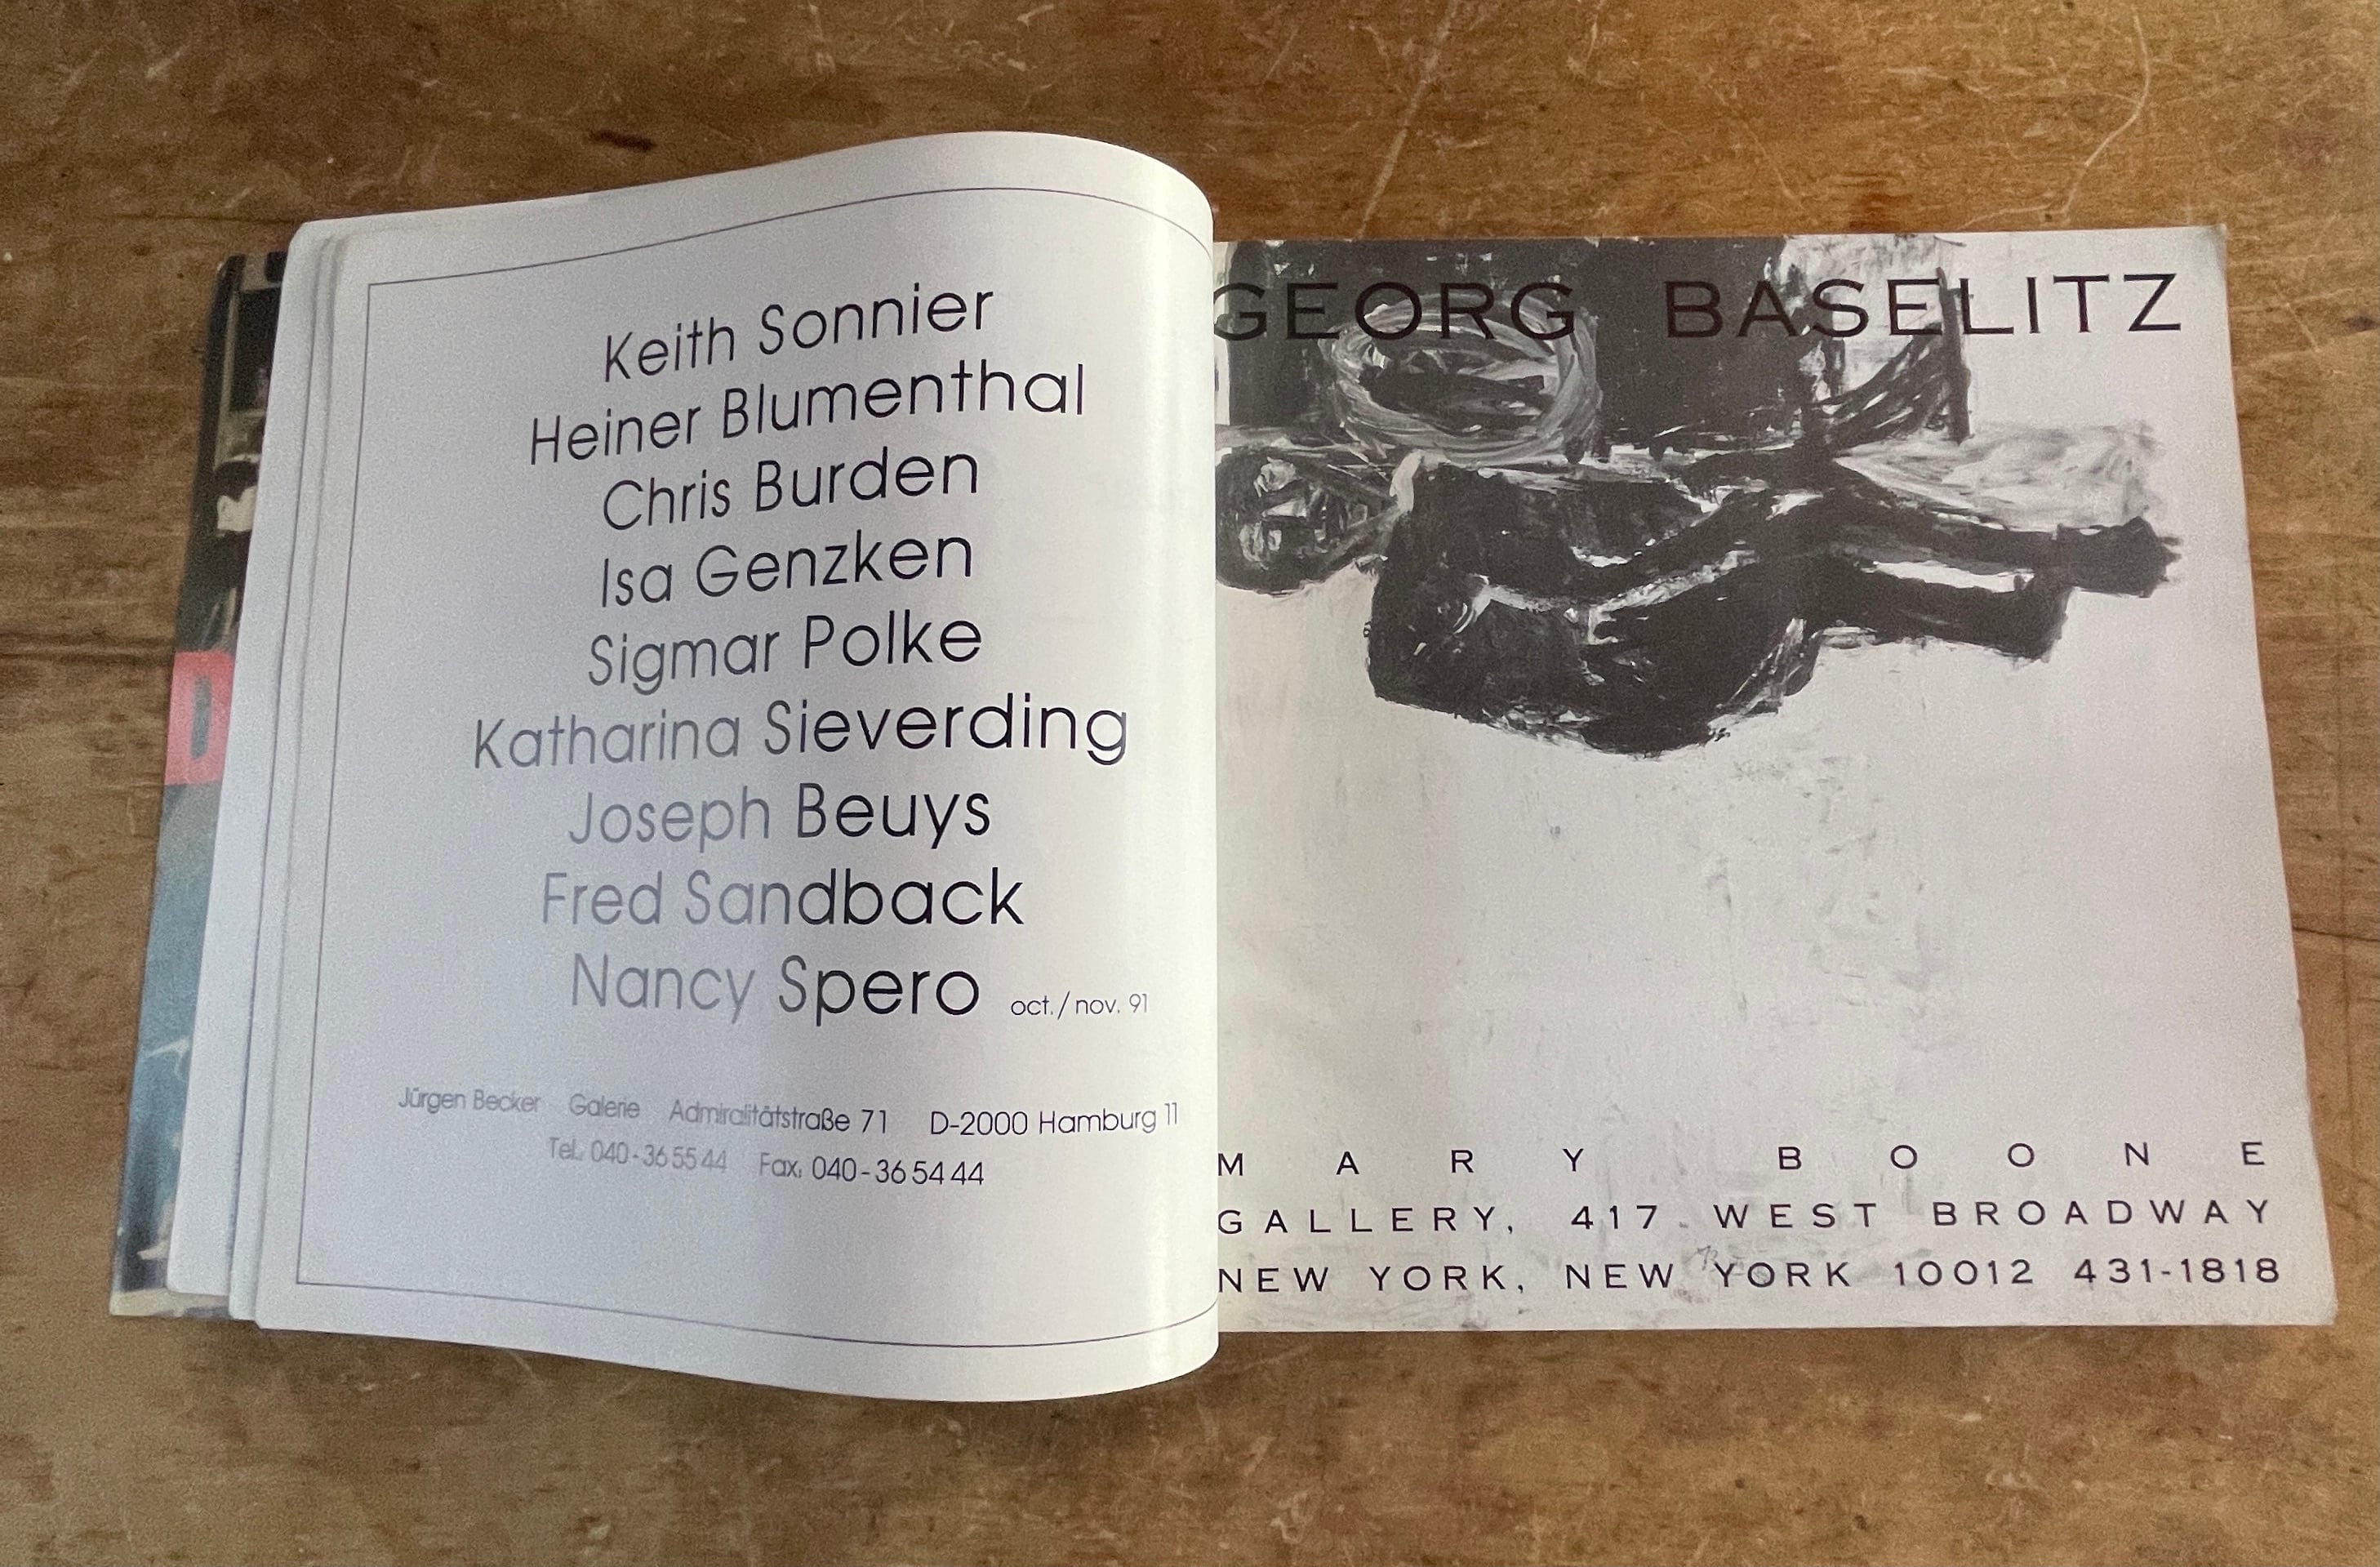 Keith Sonnier
Heiner Blumenthal
Chris Burden
Isa Genzken
Sigmar Polke
Katharina Sieverding
Joseph Beuys
Fred Sandback
Nancy Spero oct./nov. 91
Jürgen Becker Galerie Admiralitätstraße 71 D-2000 Hamburg 11
Tel. 040-36 55 44 Fax. 040-36 54 44
GEORG BASELITZ
MARY BOONE
GALLERY, 417 WEST BROADWAY
NEW YORK, NEW YORK 10012 431-1818